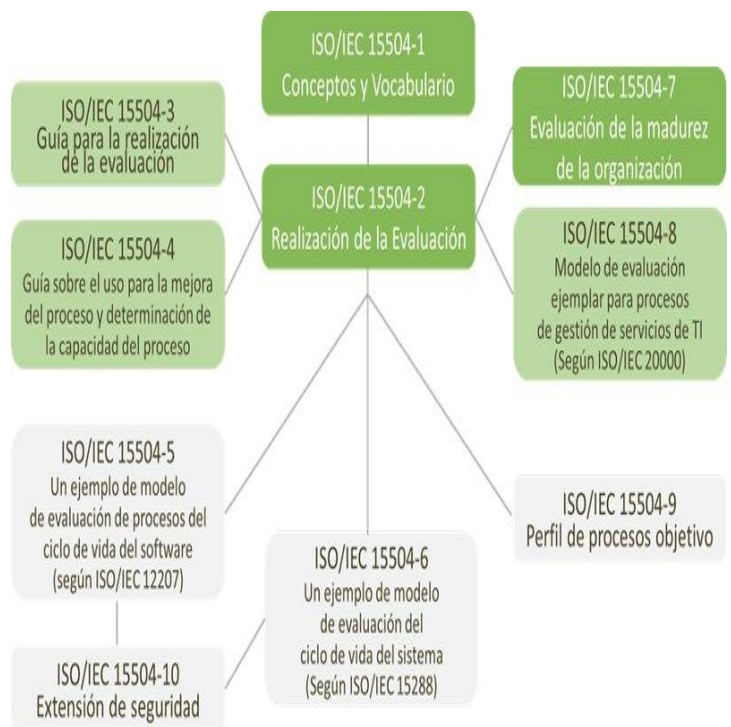 ISO/IEC 15504-1
Conceptos y Vocabulario
ISO/IEC 15504-3
Guía para la realización
de la evaluación
ISO/IEC 15504-7
Evaluación de la madurez
de la organización
ISO/IEC 15504-2
Realización de la Evaluación
ISO/IEC 15504-4
Guía sobre el uso para la mejora
del proceso y determinación de
la capacidad del proceso
ISO/IEC 15504-8
Modelo de evaluación
ejemplar para procesos
de gestión de servicios de TI
(Según ISO/IEC 20000)
ISO/IEC 15504-5
Un ejemplo de modelo
de evaluación de procesos del
ciclo de vida del software
(según ISO/IEC 12207)
ISO/IEC 15504-6
Un ejemplo de modelo
de evaluación del
ciclo de vida del sistema
(Según ISO/IEC 15288)
ISO/IEC 15504-9
Perfil de procesos objetivo
ISO/IEC 15504-10
Extensión de seguridad